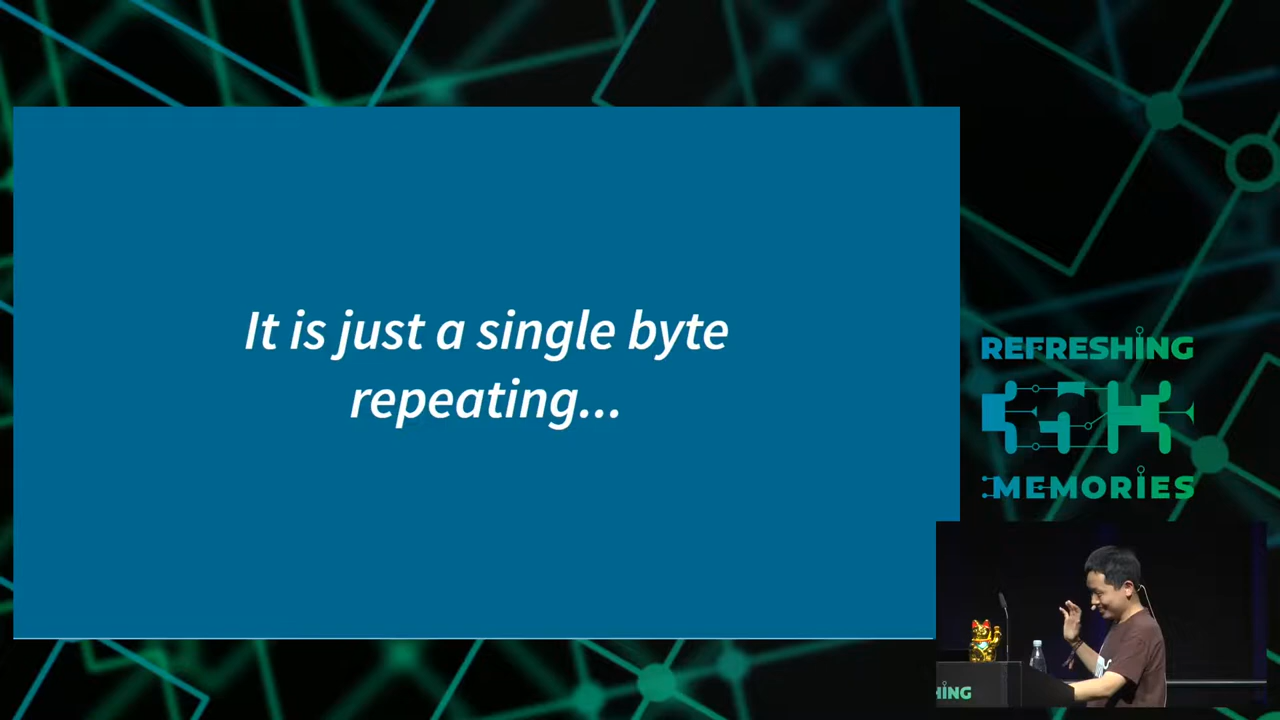 It is just a single byte
repeating...
REFRESHING
MEMORIES
HING